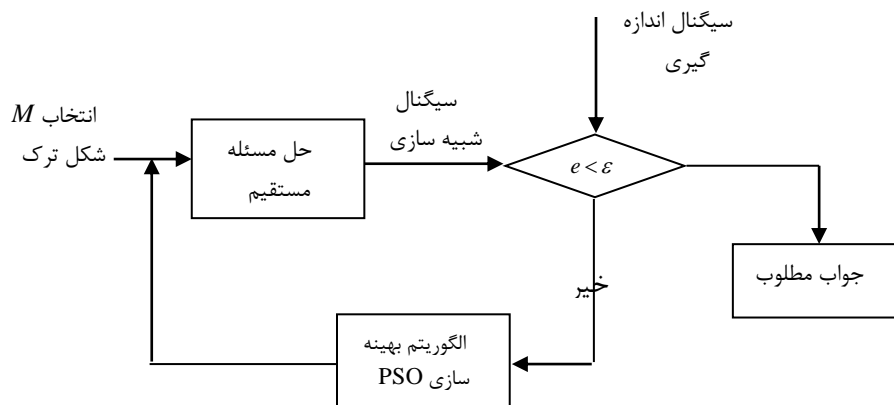 سیگنال اندازه
گیری
انتخاب M
شکل ترک
حل مسئله
مستقیم
سیگنال
شبیه سازی
e < ε
جواب مطلوب
خیر
الگوریتم بهینه
سازی PSO